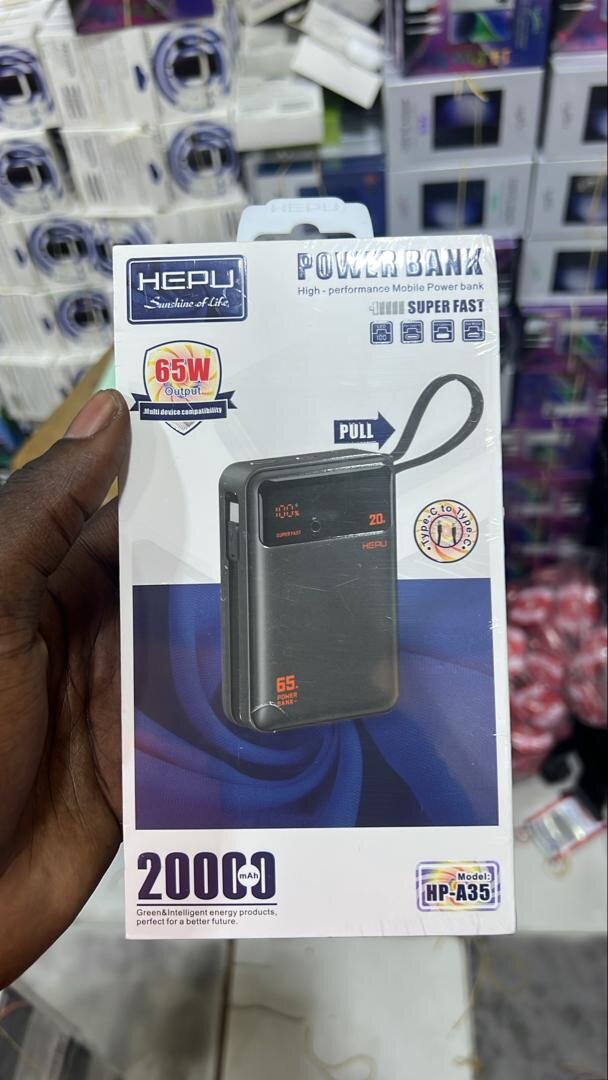 HEPU
HEPU
Sunshine of Life
POWER BANK
High - performance Mobile Power bank
SUPER FAST
65W
Output
Multi device compatibility
PULL
100%
SUPER FAST
20
HEPU
Type-C to Type-C
65
POWER
BANK
20000
mAh
Green&Intelligent energy products,
perfect for a better future.
Model:
HP-A35